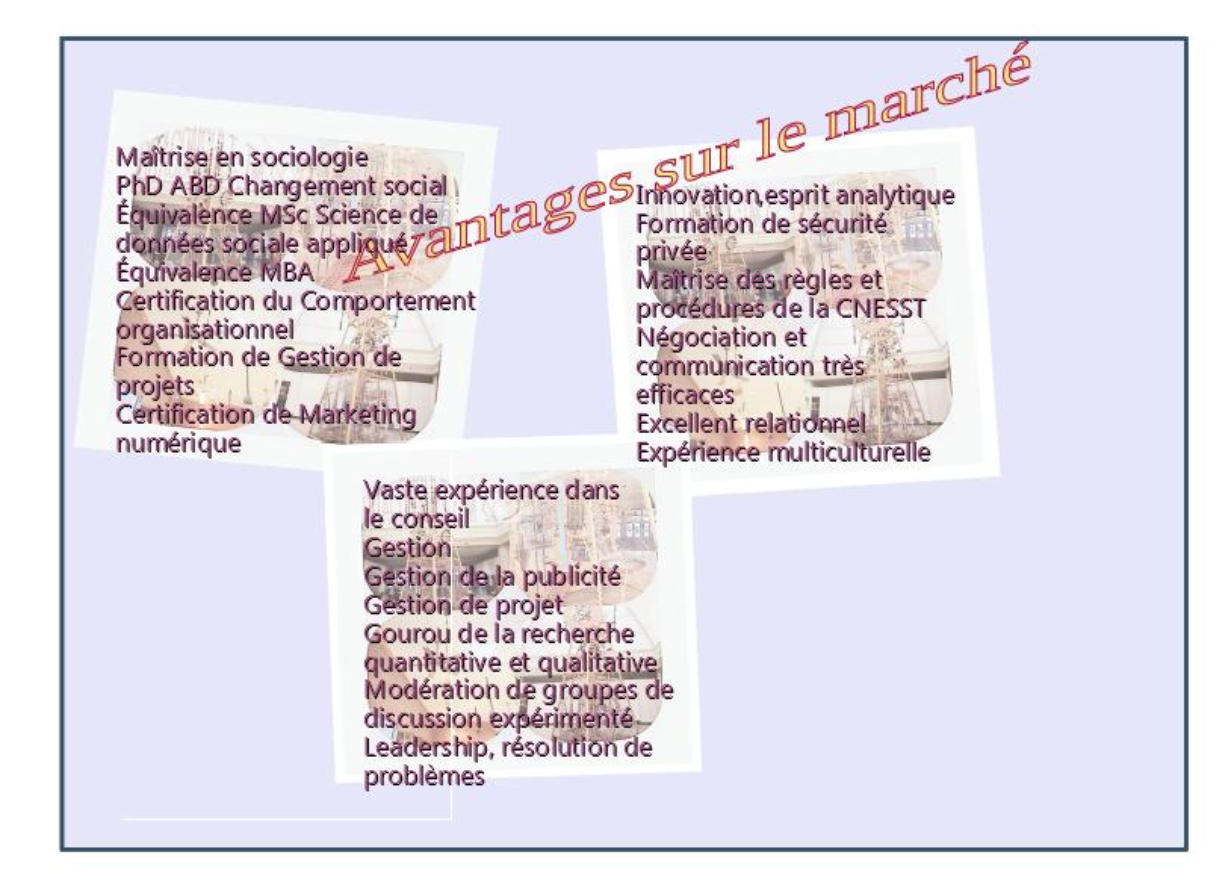 Avantages sur le marché
Maîtrise en sociologie
PhD ABD Changement social
Équivalence MSc Science de
données sociale appliqué
Équivalence MBA
Certification du Comportement
organisationnel
Formation de Gestion de
projets
Certification de Marketing
numérique
Innovation,esprit analytique
Formation de sécurité
privée
Maîtrise des règles et
procédures de la CNESST
Négociation et
communication très
efficaces
Excellent relationnel
Expérience multiculturelle
Vaste expérience dans
le conseil
Gestion
Gestion de la publicité
Gestion de projet
Gourou de la recherche
quantitative et qualitative
Modération de groupes de
discussion expérimenté
Leadership, résolution de
problèmes